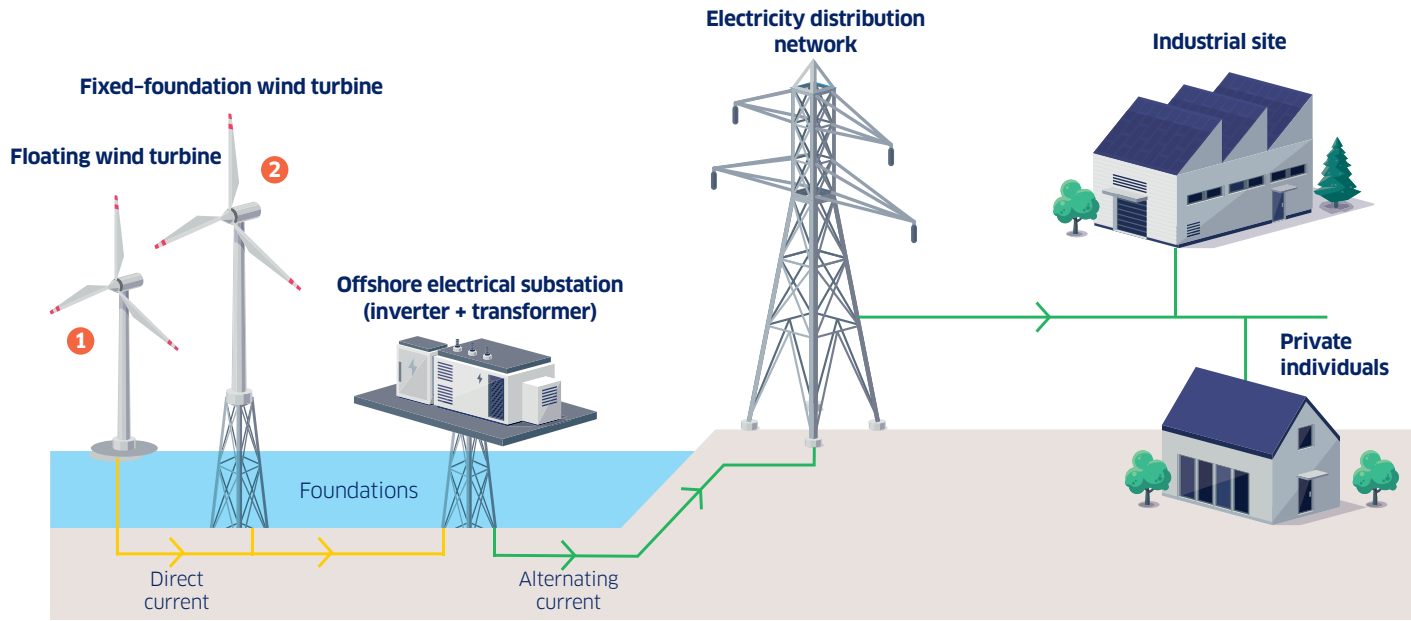 Electricity distribution
network
Industrial site
Fixed-foundation wind turbine
Floating wind turbine
2
Offshore electrical substation
(inverter + transformer)
1
Private
individuals
Foundations
Direct
current
Alternating
current